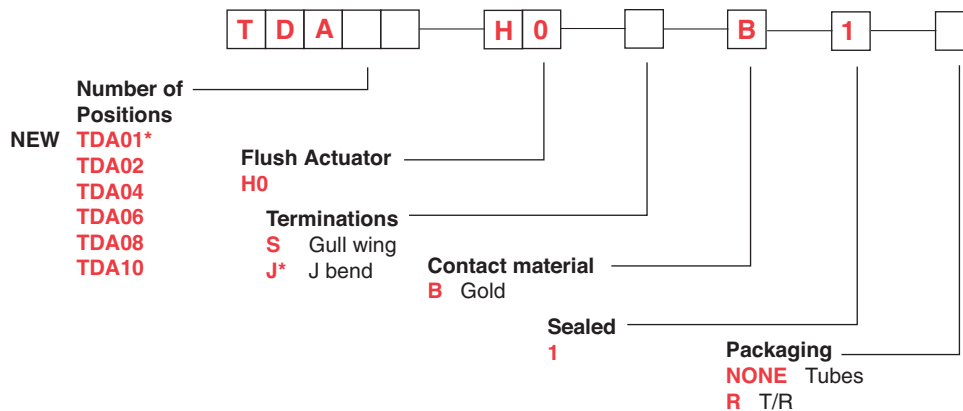 T D A H 0 B 1
Number of
Positions
NEW TDA01*
TDA02
TDA04
TDA06
TDA08
TDA10
Flush Actuator
H0
Terminations
S Gull wing
J* J bend
Contact material
B Gold
Sealed
1
Packaging
NONE Tubes
R T/R